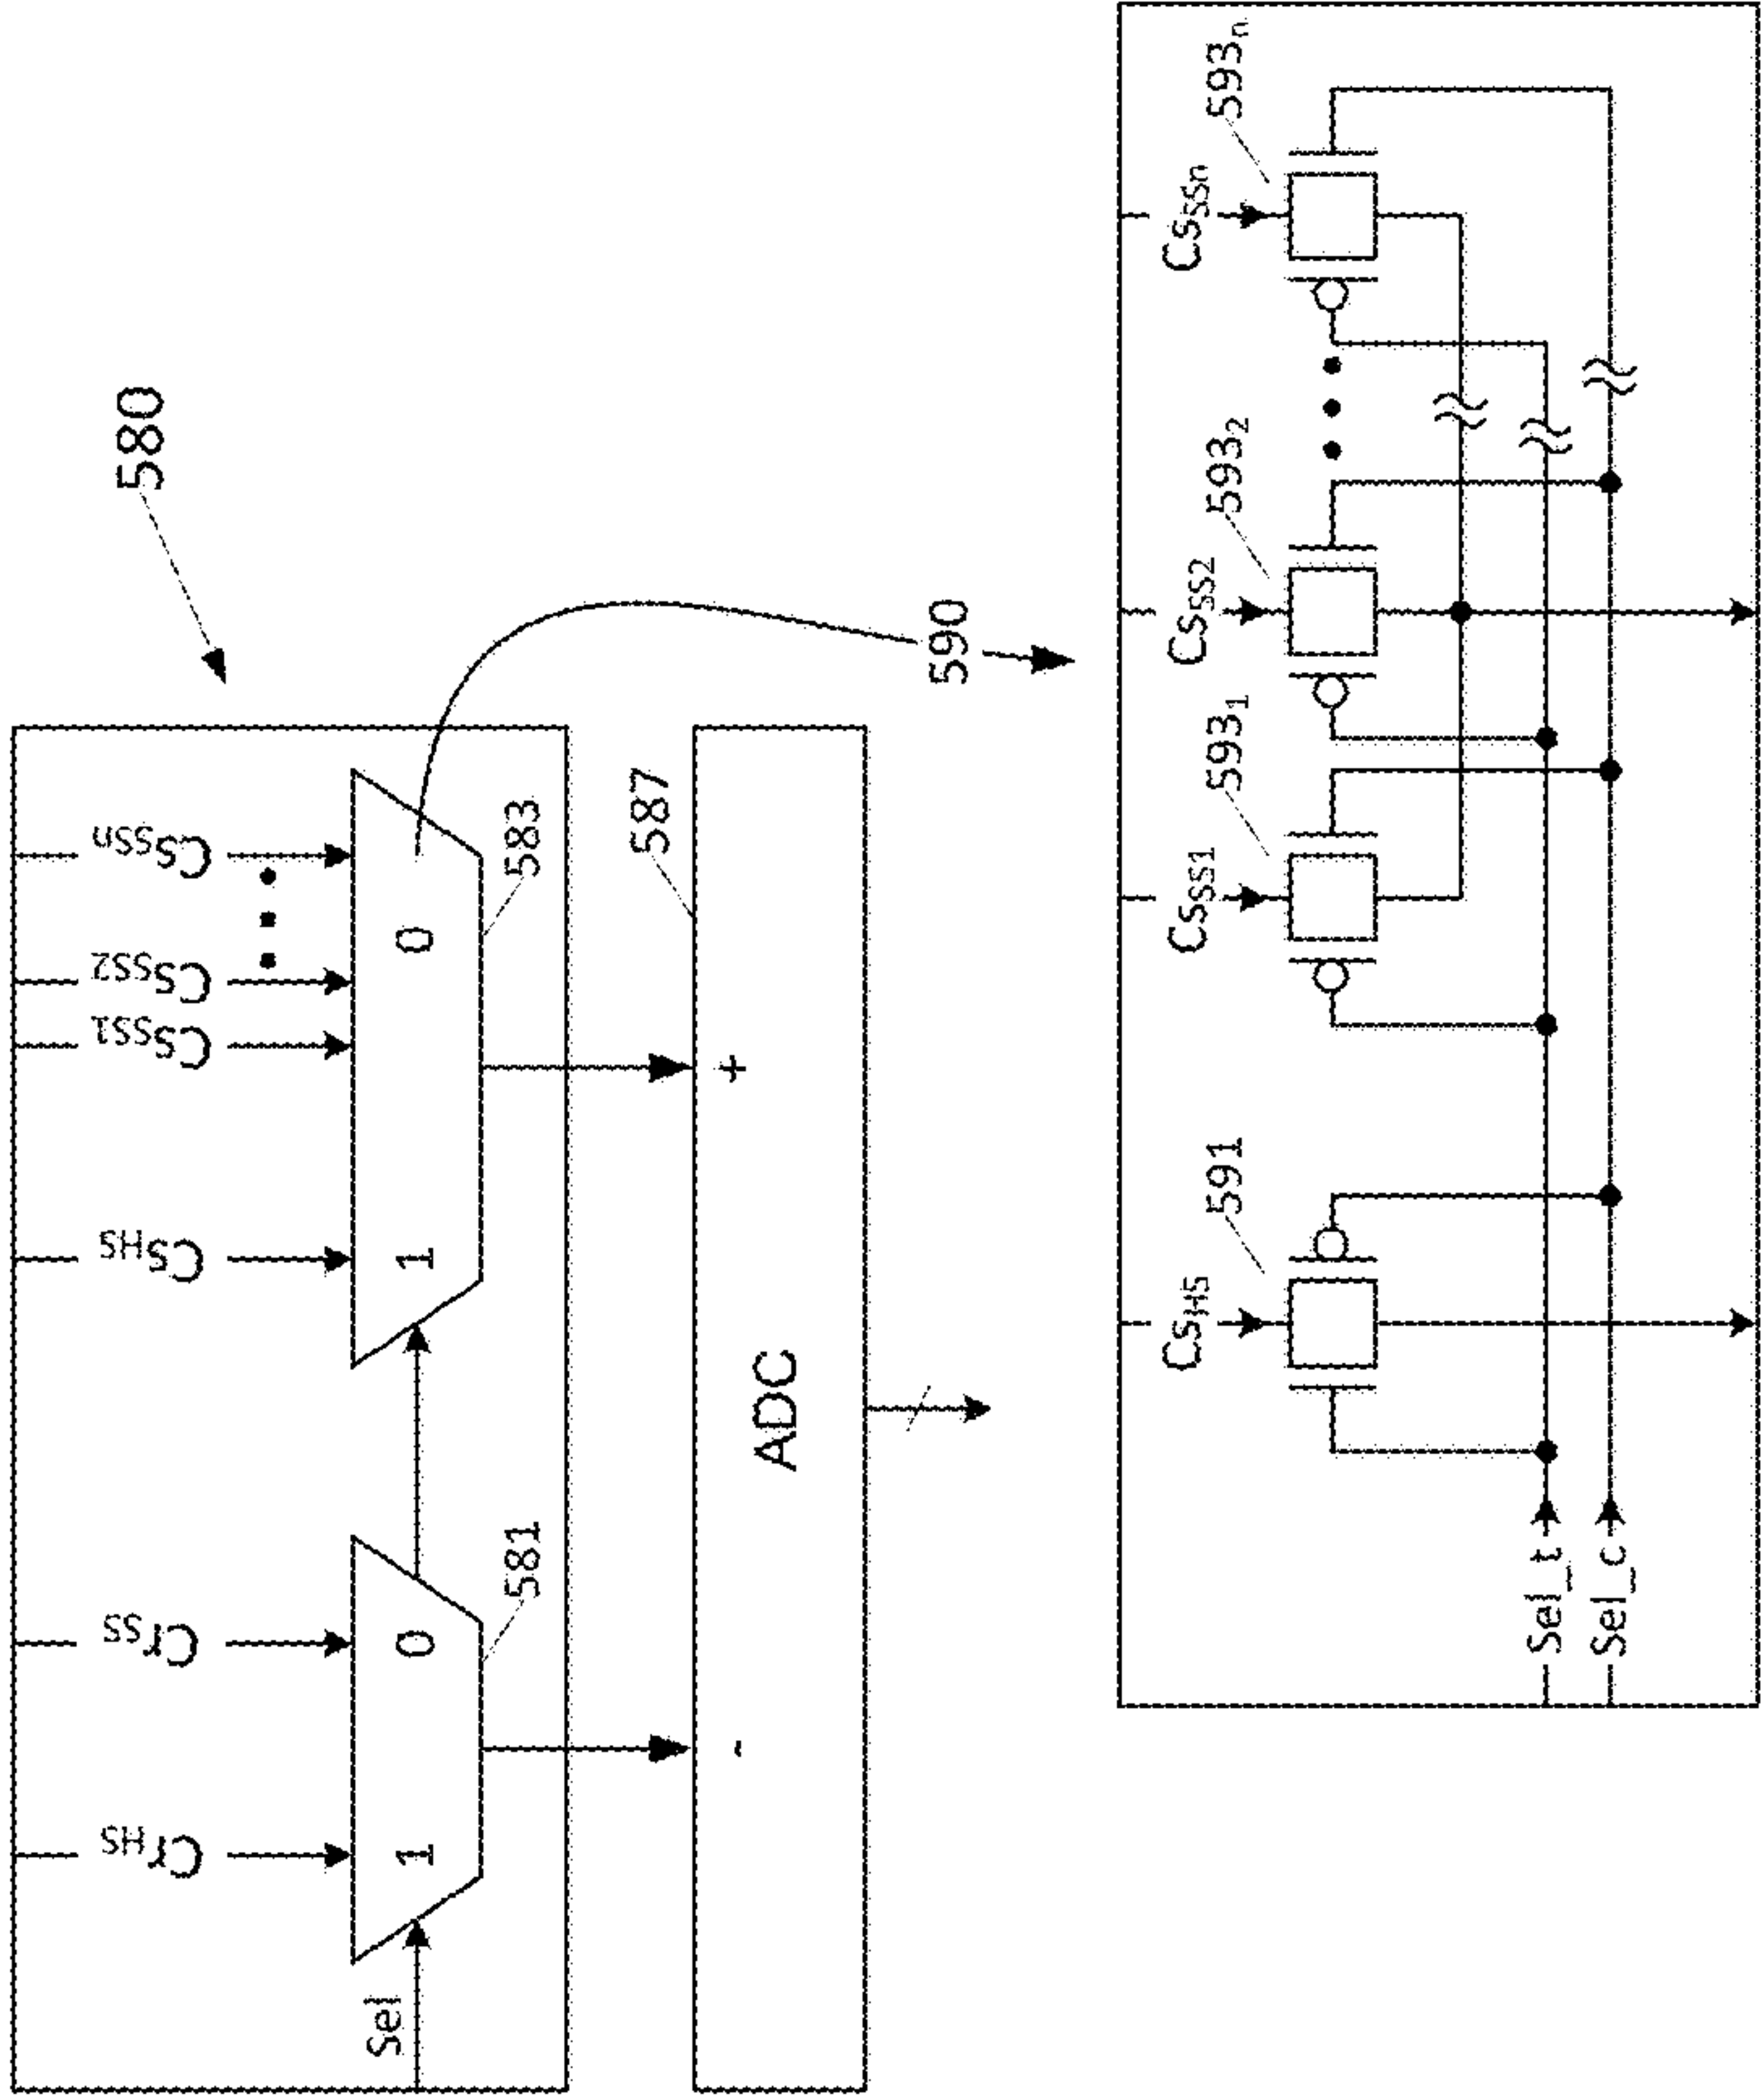 580
Cr_HS Cr_SS Cs_HS Cs_SS1 Cs_SS2 ••• Cs_SSn
Sel 1 0 1 0
581 583
587
- +
ADC
590
Cs_HS Cs_SS1 Cs_SS2 Cs_SSn
591 593_1 593_2 593_n
•••
Sel_t
Sel_c